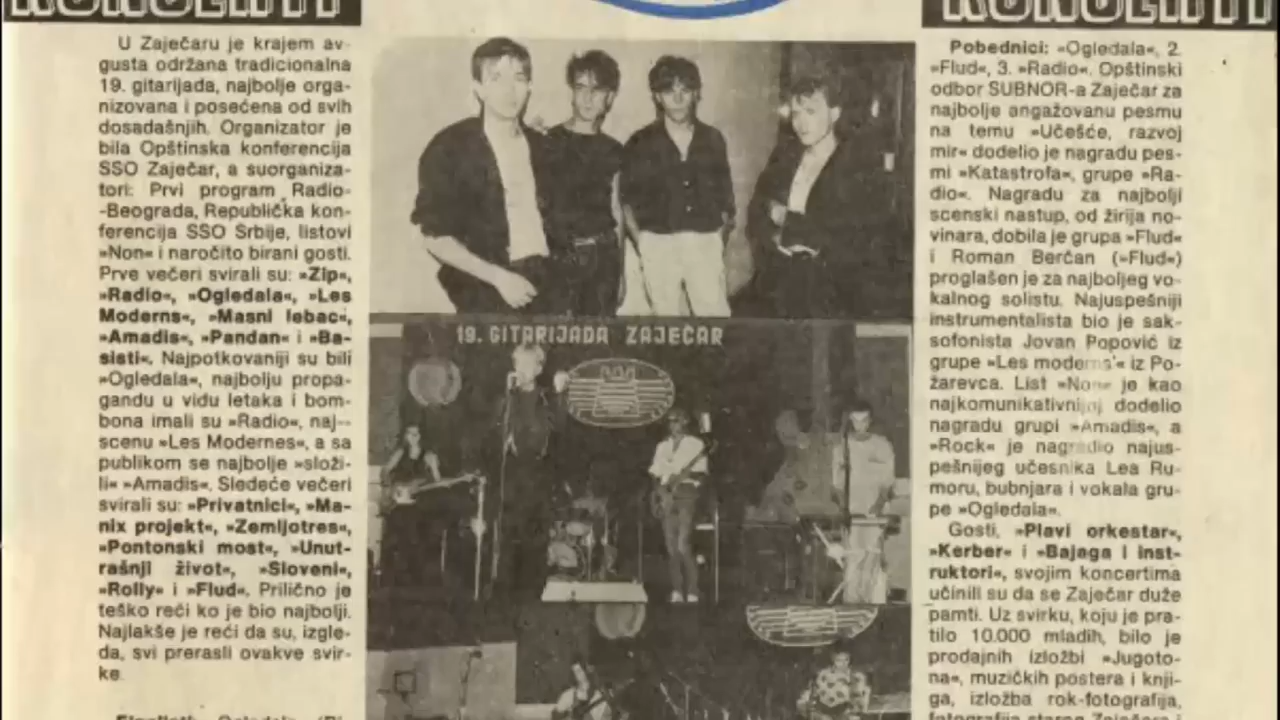 KONCERTI
KONCERTI
U Zaječaru je krajem av-
gusta održana tradicionalna
19. gitarijada, najbolje orga-
nizovana i posećena od svih
dosadašnjih. Organizator je
bila Opštinska konferencija
SSO Zaječar, a suorganiza-
tori: Prvi program Radio-
-Beograda, Republička kon-
ferencija SSO Srbije, listovi
»Non« i naročito birani gosti.
Prve večeri svirali su: »Zip«,
»Radio«, »Ogledala«, »Les
Moderns«, »Masni lebac«,
»Amadis«, »Pandan« i »Ba-
sisti«. Najpotkovaniji su bili
»Ogledala«, najbolju propa-
gandu u vidu letaka i bom-
bona imali su »Radio«, naj--
scenu »Les Modernes«, a sa
publikom se najbolje »složi-
li« »Amadis«. Sledeće večeri
svirali su: »Privatnici«, »Ma-
nix projekt«, »Zemljotres«,
»Pontonski most«, »Unut-
rašnji život«, »Sloveni«,
»Rolly« i »Flud«. Prilično je
teško reći ko je bio najbolji.
Najlakše je reći da su, izgle-
da, svi prerasli ovakve svir-
ke.
19. GITARIJADA ZAJEČAR
Pobednici: »Ogledala«, 2.
»Flud«, 3. »Radio«. Opštinski
odbor SUBNOR-a Zaječar za
najbolje angažovanu pesmu
na temu »Učešće, razvoj
mir« dodelio je nagradu pes-
mi »Katastrofa«, grupe »Ra-
dio«. Nagradu za najbolji
scenski nastup, od žirija no-
vinara, dobila je grupa »Flud«
i Roman Berčan (»Flud«)
proglašen je za najboljeg vo-
kalnog solistu. Najuspešniji
instrumentalista bio je sak-
sofonista Jovan Popović iz
grupe »Les moderns« iz Po-
žarevca. List »Non« je kao
najkomunikativnijoj dodelio
nagradu grupi »Amadis«, a
»Rock« je nagradio najus-
pešnijeg učesnika Lea Ru-
moru, bubnjara i vokala gru-
pe »Ogledala«.
Gosti, »Plavi orkestar«,
»Kerber« i »Bajaga i inst-
ruktori«, svojim koncertima
učinili su da se Zaječar duže
pamti. Uz svirku, koju je pra-
tilo 10.000 mladih, bilo je
prodajnih izložbi »Jugoto-
na«, muzičkih postera i knji-
ga, izložba rok-fotografija,
fotografija starog Zaječara i